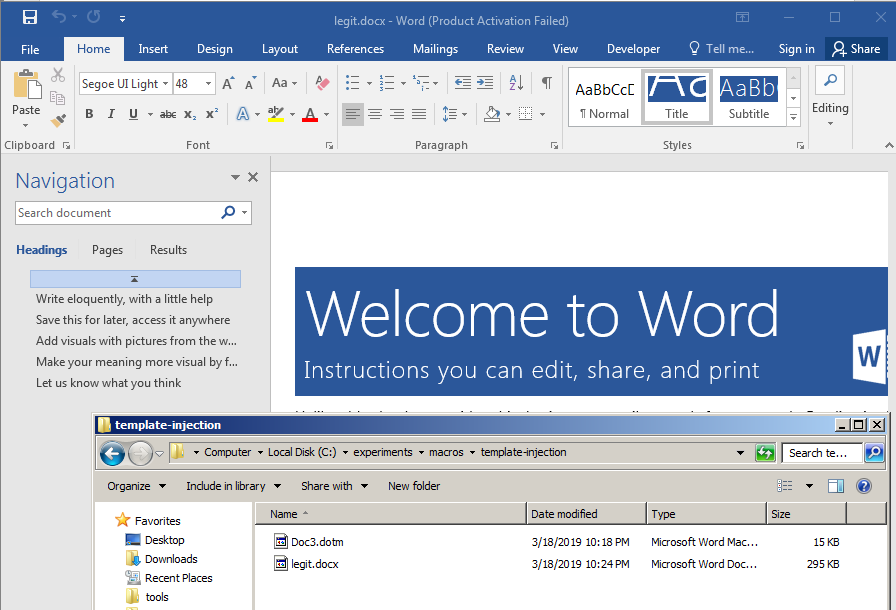 legit.docx - Word (Product Activation Failed)
File Home Insert Design Layout References Mailings Review View Developer Tell me... Sign in Share
Segoe UI Light 48 Aa
AaBbCcD AaB AaBb
Paste B I U abc x₂ x² A aby A ¶ Normal Title Subtitle Editing
Clipboard Font Paragraph Styles
Navigation
Search document
Headings Pages Results
Write eloquently, with a little help
Save this for later, access it anywhere
Add visuals with pictures from the w...
Make your meaning more visual by f...
Let us know what you think
Welcome to Word
Instructions you can edit, share, and print
W
template-injection
Computer Local Disk (C:) experiments macros template-injection Search te...
Organize Include in library Share with New folder
Name Date modified Type Size
Favorites
Desktop
Downloads
Recent Places
tools
Doc3.dotm 3/18/2019 10:18 PM Microsoft Word Mac... 15 KB
legit.docx 3/18/2019 10:24 PM Microsoft Word Doc... 295 KB